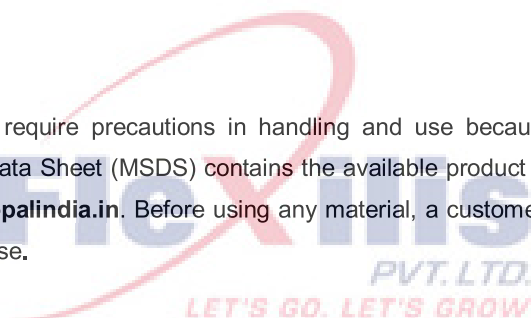 require precautions in handling and use becau
ata Sheet (MSDS) contains the available product
palindia.in. Before using any material, a custome
se.
Flexilis
PVT. LTD.
LET'S GO. LET'S GROW